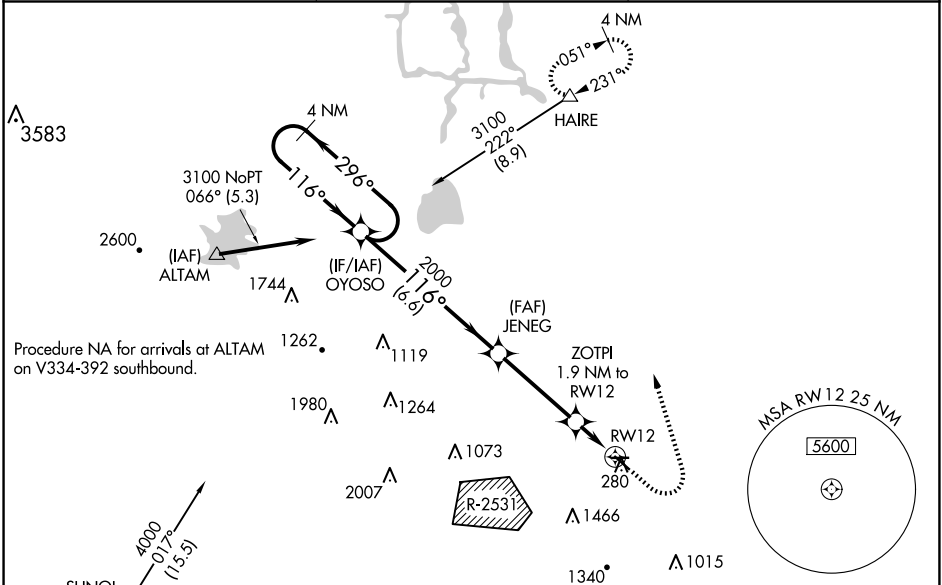 4 NM
051°
231°
HAIRE
3100
222°
(8.9)
3583
4 NM
296°
116°
3100 NoPT
066° (5.3)
2600
(IAF)
ALTAM
(IF/IAF)
OYOSO
1744
2000
116°
(6.6)
(FAF)
JENEG
Procedure NA for arrivals at ALTAM
on V334-392 southbound.
1262
1119
ZOTPI
1.9 NM to
RW12
1980
1264
RW12
280
MSA RW12 25 NM
5600
1073
2007
R-2531
1466
4000
017°
(15.5)
1340
1015
SUNOL